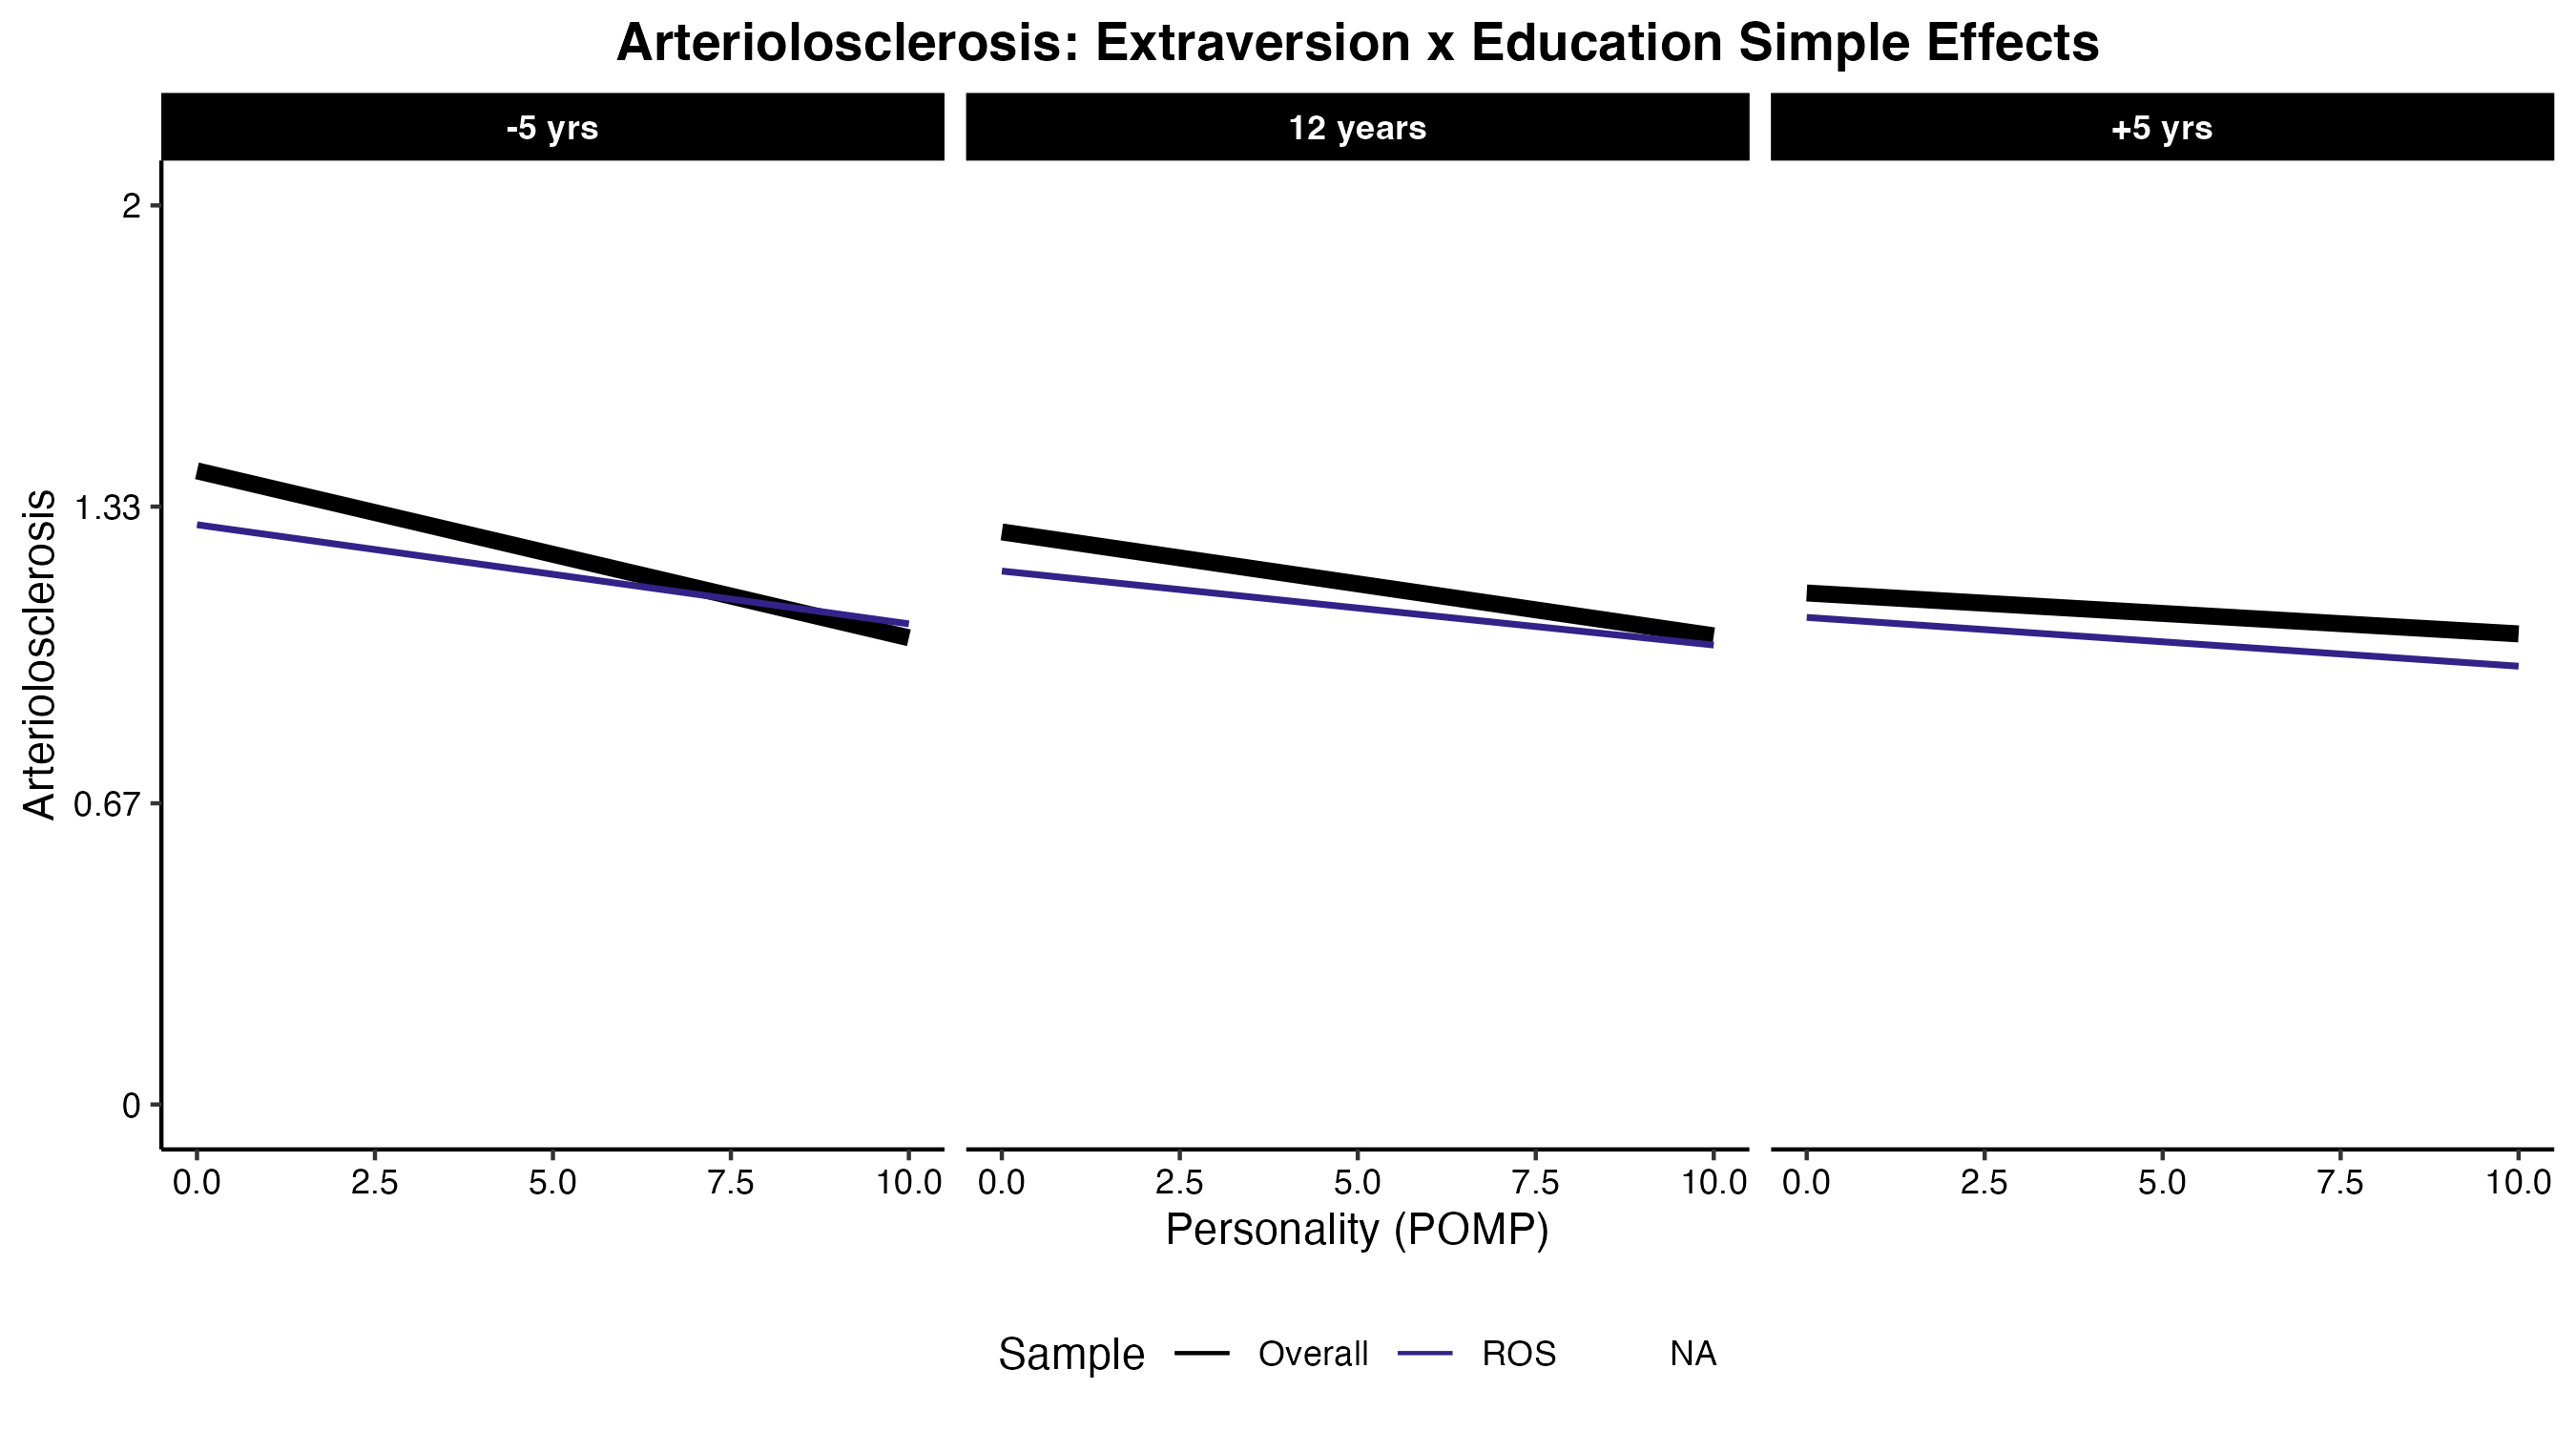 Arteriolosclerosis: Extraversion x Education Simple Effects
-5 yrs
12 years
+5 yrs
Arteriolosclerosis
2
1.33
0.67
0
0.0 2.5 5.0 7.5 10.0
0.0 2.5 5.0 7.5 10.0
0.0 2.5 5.0 7.5 10.0
Personality (POMP)
Sample Overall ROS NA